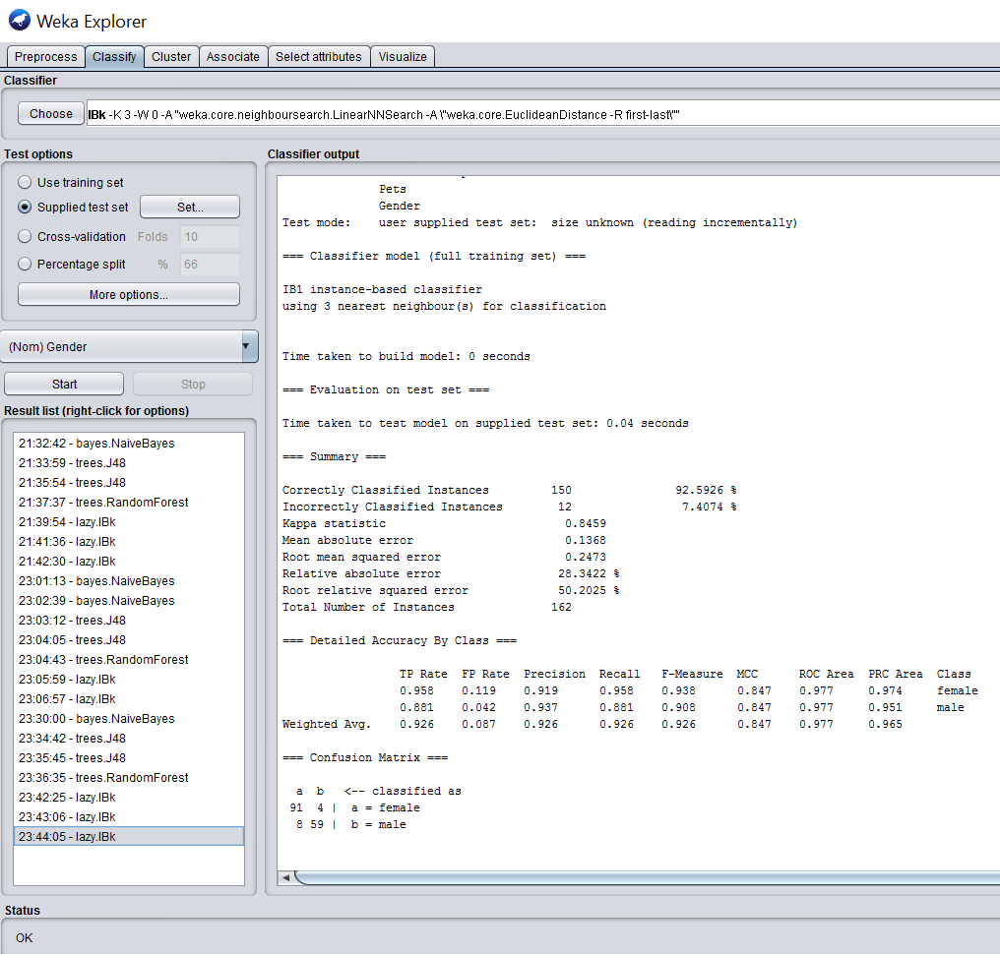 Weka Explorer
Preprocess Classify Cluster Associate Select attributes Visualize
Classifier
Choose IBk -K 3 -W 0 -A "weka.core.neighboursearch.LinearNNSearch -A \"weka.core.EuclideanDistance -R first-last\""
Test options
Use training set
Supplied test set Set...
Cross-validation Folds 10
Percentage split % 66
More options...
(Nom) Gender
Start Stop
Result list (right-click for options)
21:32:42 - bayes.NaiveBayes
21:33:59 - trees.J48
21:35:54 - trees.J48
21:37:37 - trees.RandomForest
21:39:54 - lazy.IBk
21:41:36 - lazy.IBk
21:42:30 - lazy.IBk
23:01:13 - bayes.NaiveBayes
23:02:39 - bayes.NaiveBayes
23:03:12 - trees.J48
23:04:05 - trees.J48
23:04:43 - trees.RandomForest
23:05:59 - lazy.IBk
23:06:57 - lazy.IBk
23:30:00 - bayes.NaiveBayes
23:34:42 - trees.J48
23:35:45 - trees.J48
23:36:35 - trees.RandomForest
23:42:25 - lazy.IBk
23:43:06 - lazy.IBk
23:44:05 - lazy.IBk
Classifier output
Pets
Gender
Test mode: user supplied test set: size unknown (reading incrementally)
=== Classifier model (full training set) ===
IB1 instance-based classifier
using 3 nearest neighbour(s) for classification
Time taken to build model: 0 seconds
=== Evaluation on test set ===
Time taken to test model on supplied test set: 0.04 seconds
=== Summary ===
Correctly Classified Instances 150 92.5926 %
Incorrectly Classified Instances 12 7.4074 %
Kappa statistic 0.8459
Mean absolute error 0.1368
Root mean squared error 0.2473
Relative absolute error 28.3422 %
Root relative squared error 50.2025 %
Total Number of Instances 162
=== Detailed Accuracy By Class ===
TP Rate FP Rate Precision Recall F-Measure MCC ROC Area PRC Area Class
0.958 0.119 0.919 0.958 0.938 0.847 0.977 0.974 female
0.881 0.042 0.937 0.881 0.908 0.847 0.977 0.951 male
Weighted Avg. 0.926 0.087 0.926 0.926 0.926 0.847 0.977 0.965
=== Confusion Matrix ===
a b <-- classified as
91 4 | a = female
8 59 | b = male
Status
OK